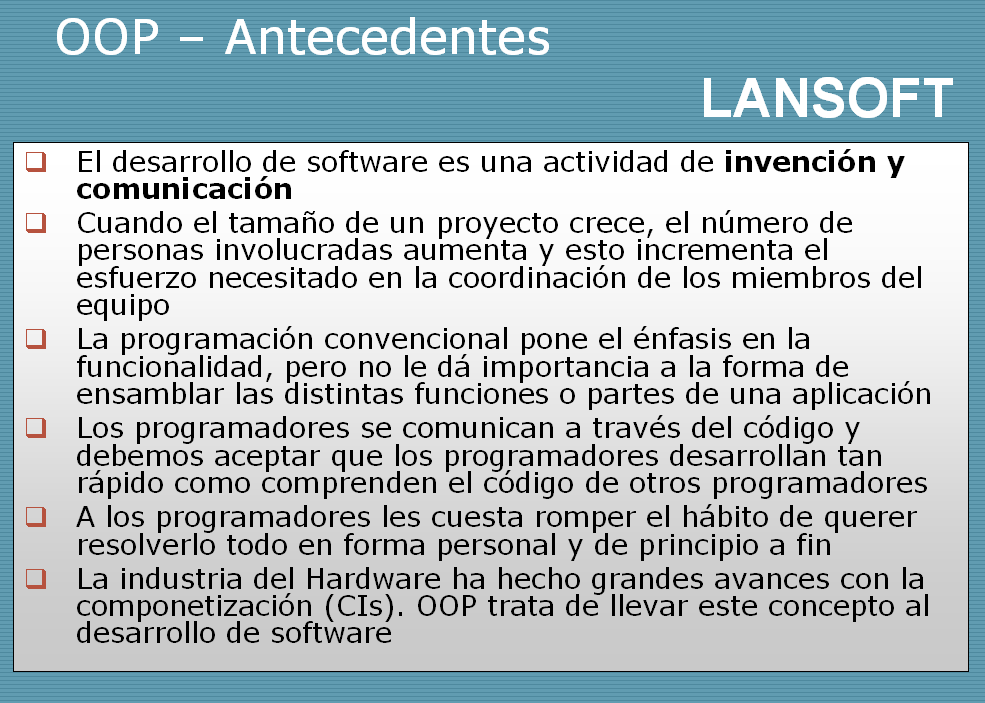 OOP – Antecedentes
LANSOFT
El desarrollo de software es una actividad de invención y
comunicación
Cuando el tamaño de un proyecto crece, el número de
personas involucradas aumenta y esto incrementa el
esfuerzo necesitado en la coordinación de los miembros del
equipo
La programación convencional pone el énfasis en la
funcionalidad, pero no le dá importancia a la forma de
ensamblar las distintas funciones o partes de una aplicación
Los programadores se comunican a través del código y
debemos aceptar que los programadores desarrollan tan
rápido como comprenden el código de otros programadores
A los programadores les cuesta romper el hábito de querer
resolverlo todo en forma personal y de principio a fin
La industria del Hardware ha hecho grandes avances con la
componetización (CIs). OOP trata de llevar este concepto al
desarrollo de software